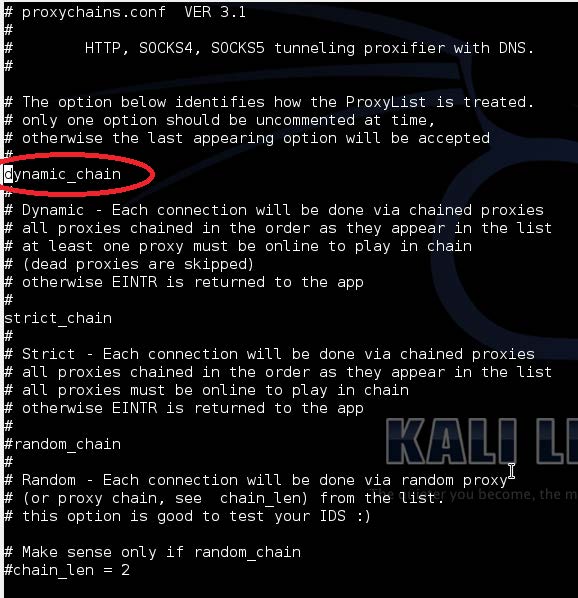 # proxychains.conf  VER 3.1
#
#        HTTP, SOCKS4, SOCKS5 tunneling proxifier with DNS.
#
# The option below identifies how the ProxyList is treated.
# only one option should be uncommented at time,
# otherwise the last appearing option will be accepted
#
dynamic_chain
#
# Dynamic - Each connection will be done via chained proxies
# all proxies chained in the order as they appear in the list
# at least one proxy must be online to play in chain
# (dead proxies are skipped)
# otherwise EINTR is returned to the app
#
strict_chain
#
# Strict - Each connection will be done via chained proxies
# all proxies chained in the order as they appear in the list
# all proxies must be online to play in chain
# otherwise EINTR is returned to the app
#
#random_chain
#
# Random - Each connection will be done via random proxy
# (or proxy chain, see  chain_len) from the list.
# this option is good to test your IDS :)
# Make sense only if random_chain
#chain_len = 2
KALI LI
you become, the m